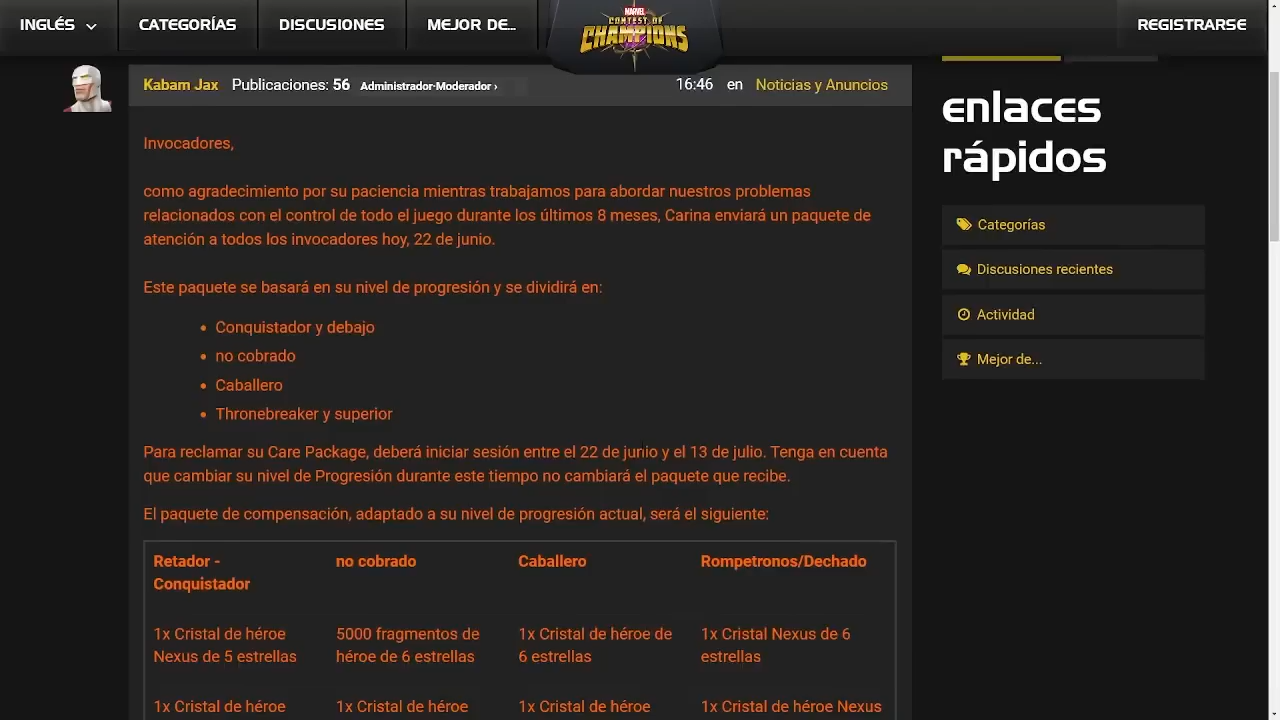 INGLÉS
CATEGORÍAS
DISCUSIONES
MEJOR DE...
MARVEL
CONTEST OF
CHAMPIONS
REGISTRARSE
Kabam Jax Publicaciones: 56 Administrador·Moderador ›
16:46 en Noticias y Anuncios
Invocadores,
como agradecimiento por su paciencia mientras trabajamos para abordar nuestros problemas
relacionados con el control de todo el juego durante los últimos 8 meses, Carina enviará un paquete de
atención a todos los invocadores hoy, 22 de junio.
Este paquete se basará en su nivel de progresión y se dividirá en:
• Conquistador y debajo
• no cobrado
• Caballero
• Thronebreaker y superior
Para reclamar su Care Package, deberá iniciar sesión entre el 22 de junio y el 13 de julio. Tenga en cuenta
que cambiar su nivel de Progresión durante este tiempo no cambiará el paquete que recibe.
El paquete de compensación, adaptado a su nivel de progresión actual, será el siguiente:
Retador -
Conquistador
no cobrado
Caballero
Rompetronos/Dechado
1x Cristal de héroe
Nexus de 5 estrellas
5000 fragmentos de
héroe de 6 estrellas
1x Cristal de héroe de
6 estrellas
1x Cristal Nexus de 6
estrellas
1x Cristal de héroe
1x Cristal de héroe
1x Cristal de héroe
1x Cristal de héroe Nexus
enlaces
rápidos
Categorías
Discusiones recientes
Actividad
Mejor de...